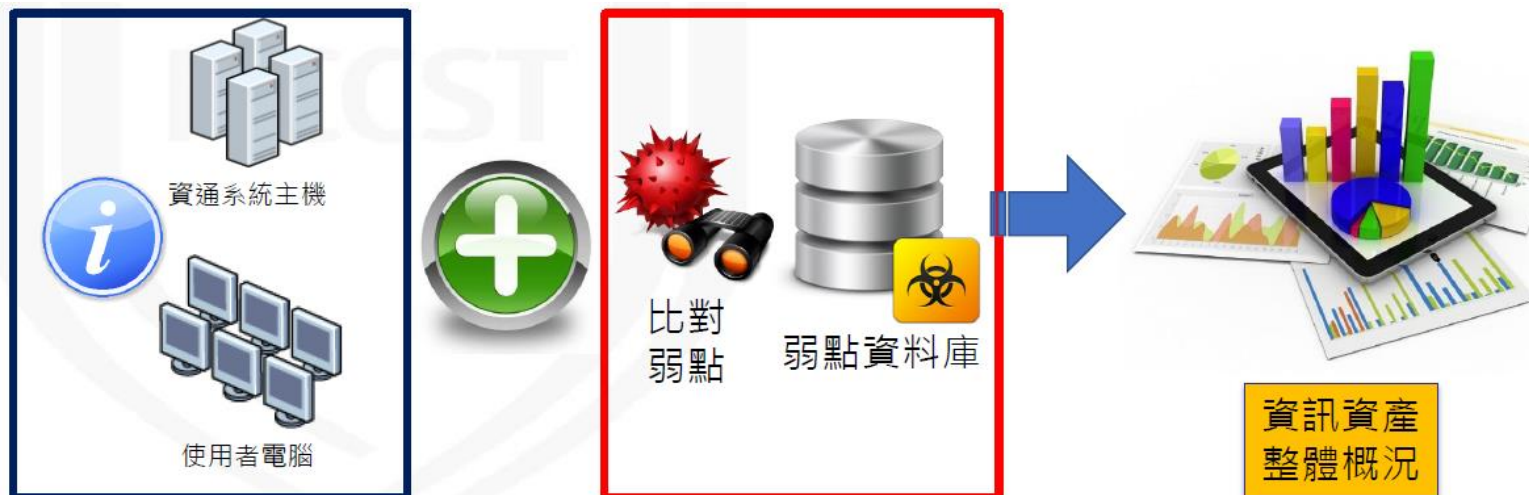 資通系統主機
使用者電腦
比對
弱點
弱點資料庫
資訊資產
整體概況